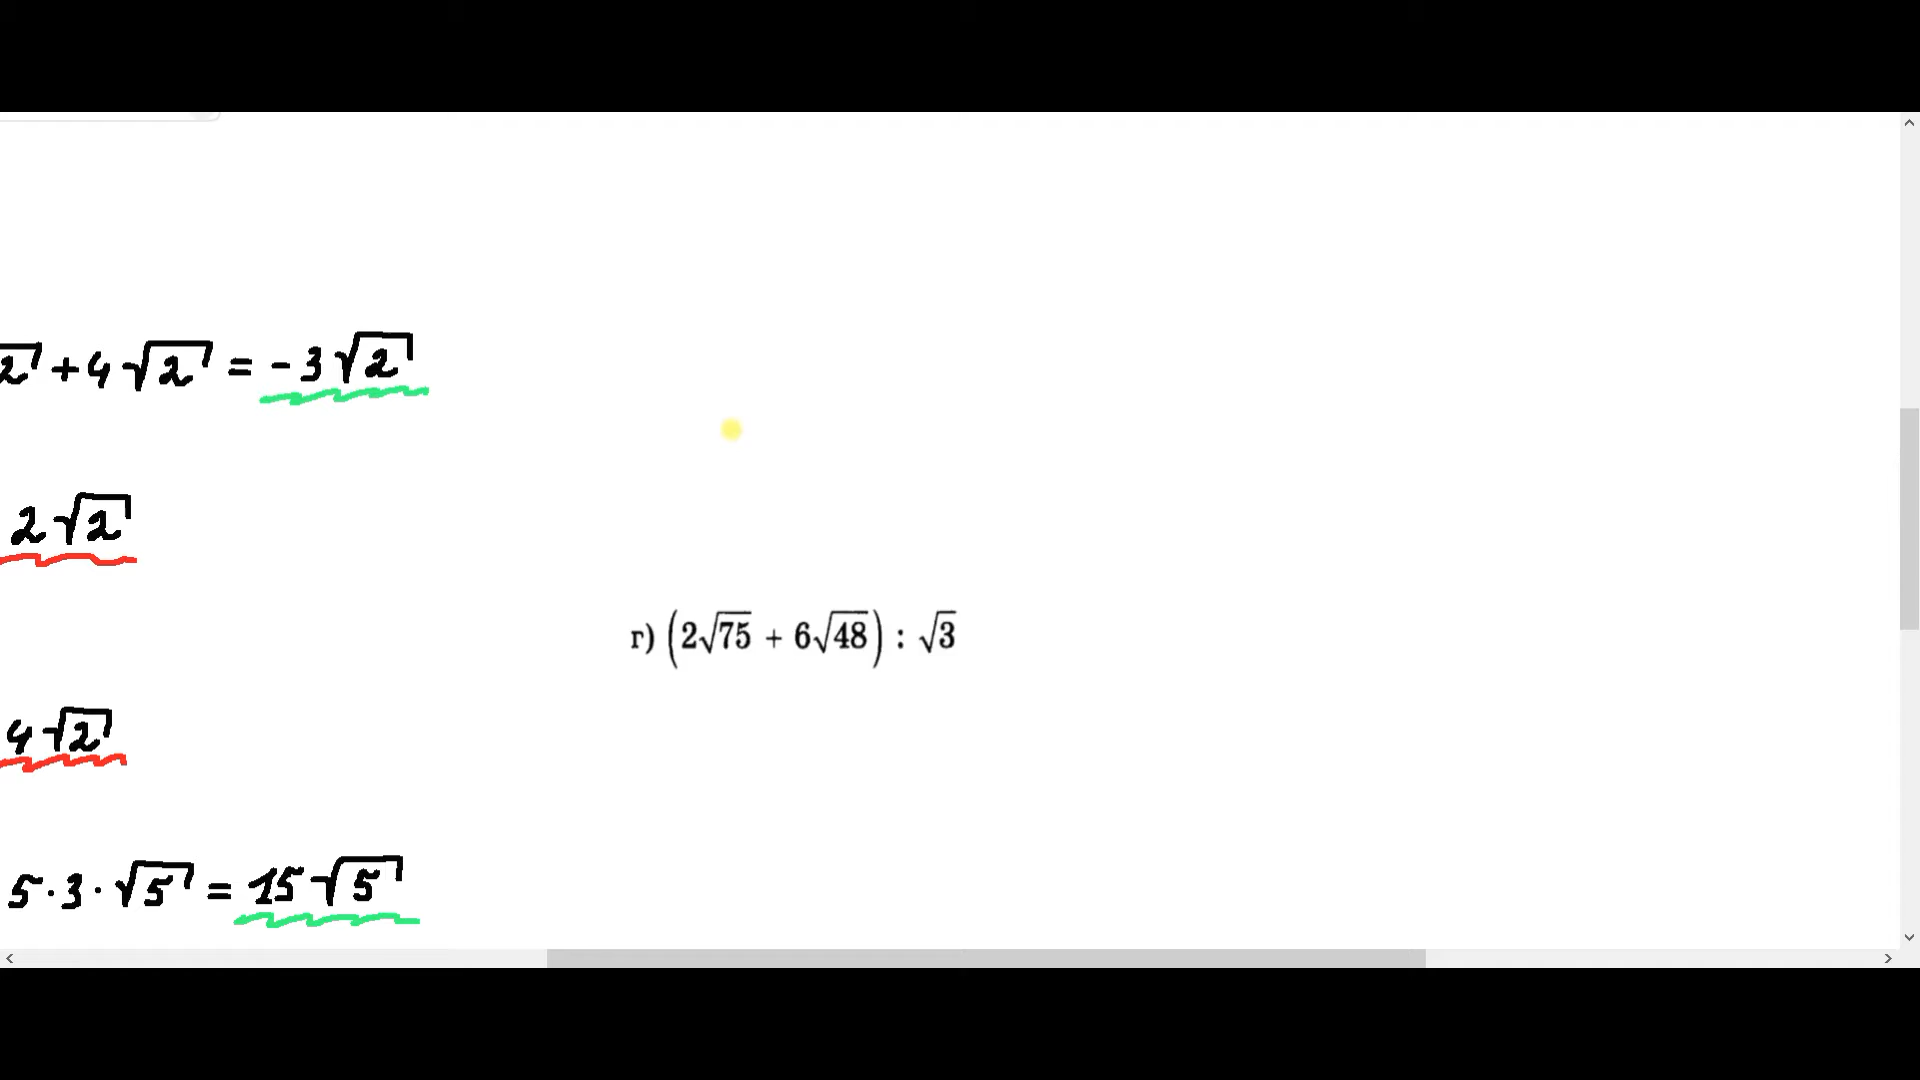 2 + 4√2 = -3√2
2√2
г) (2√75 + 6√48) : √3
4√2
5·3·√5 = 15√5